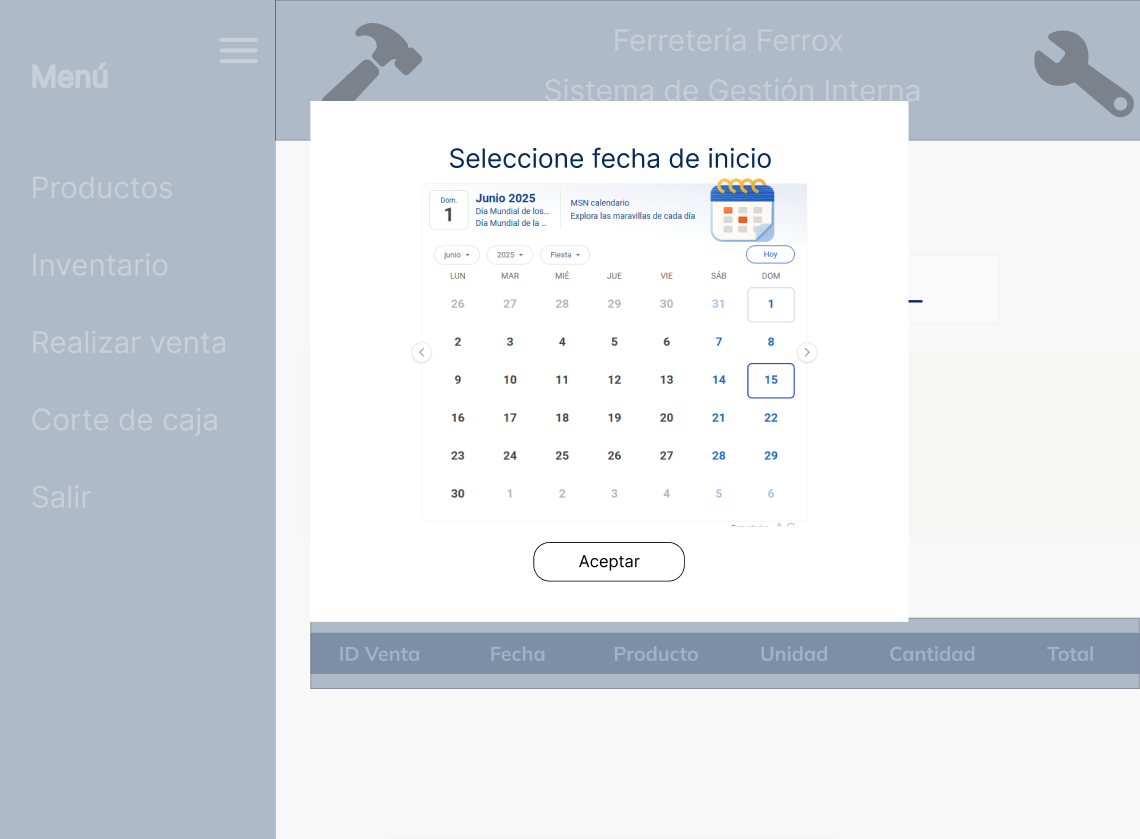 Menú
Productos
Inventario
Realizar venta
Corte de caja
Salir
Ferretería Ferrox
Sistema de Gestión Interna
Seleccione fecha de inicio
Dom.
1
Junio 2025
Día Mundial de los...
Día Mundial de la ...
MSN calendario
Explora las maravillas de cada día
junio 2025 Fiesta Hoy
LUN MAR MIÉ JUE VIE SÁB DOM
26 27 28 29 30 31 1
2 3 4 5 6 7 8
9 10 11 12 13 14 15
16 17 18 19 20 21 22
23 24 25 26 27 28 29
30 1 2 3 4 5 6
Aceptar
ID Venta Fecha Producto Unidad Cantidad Total